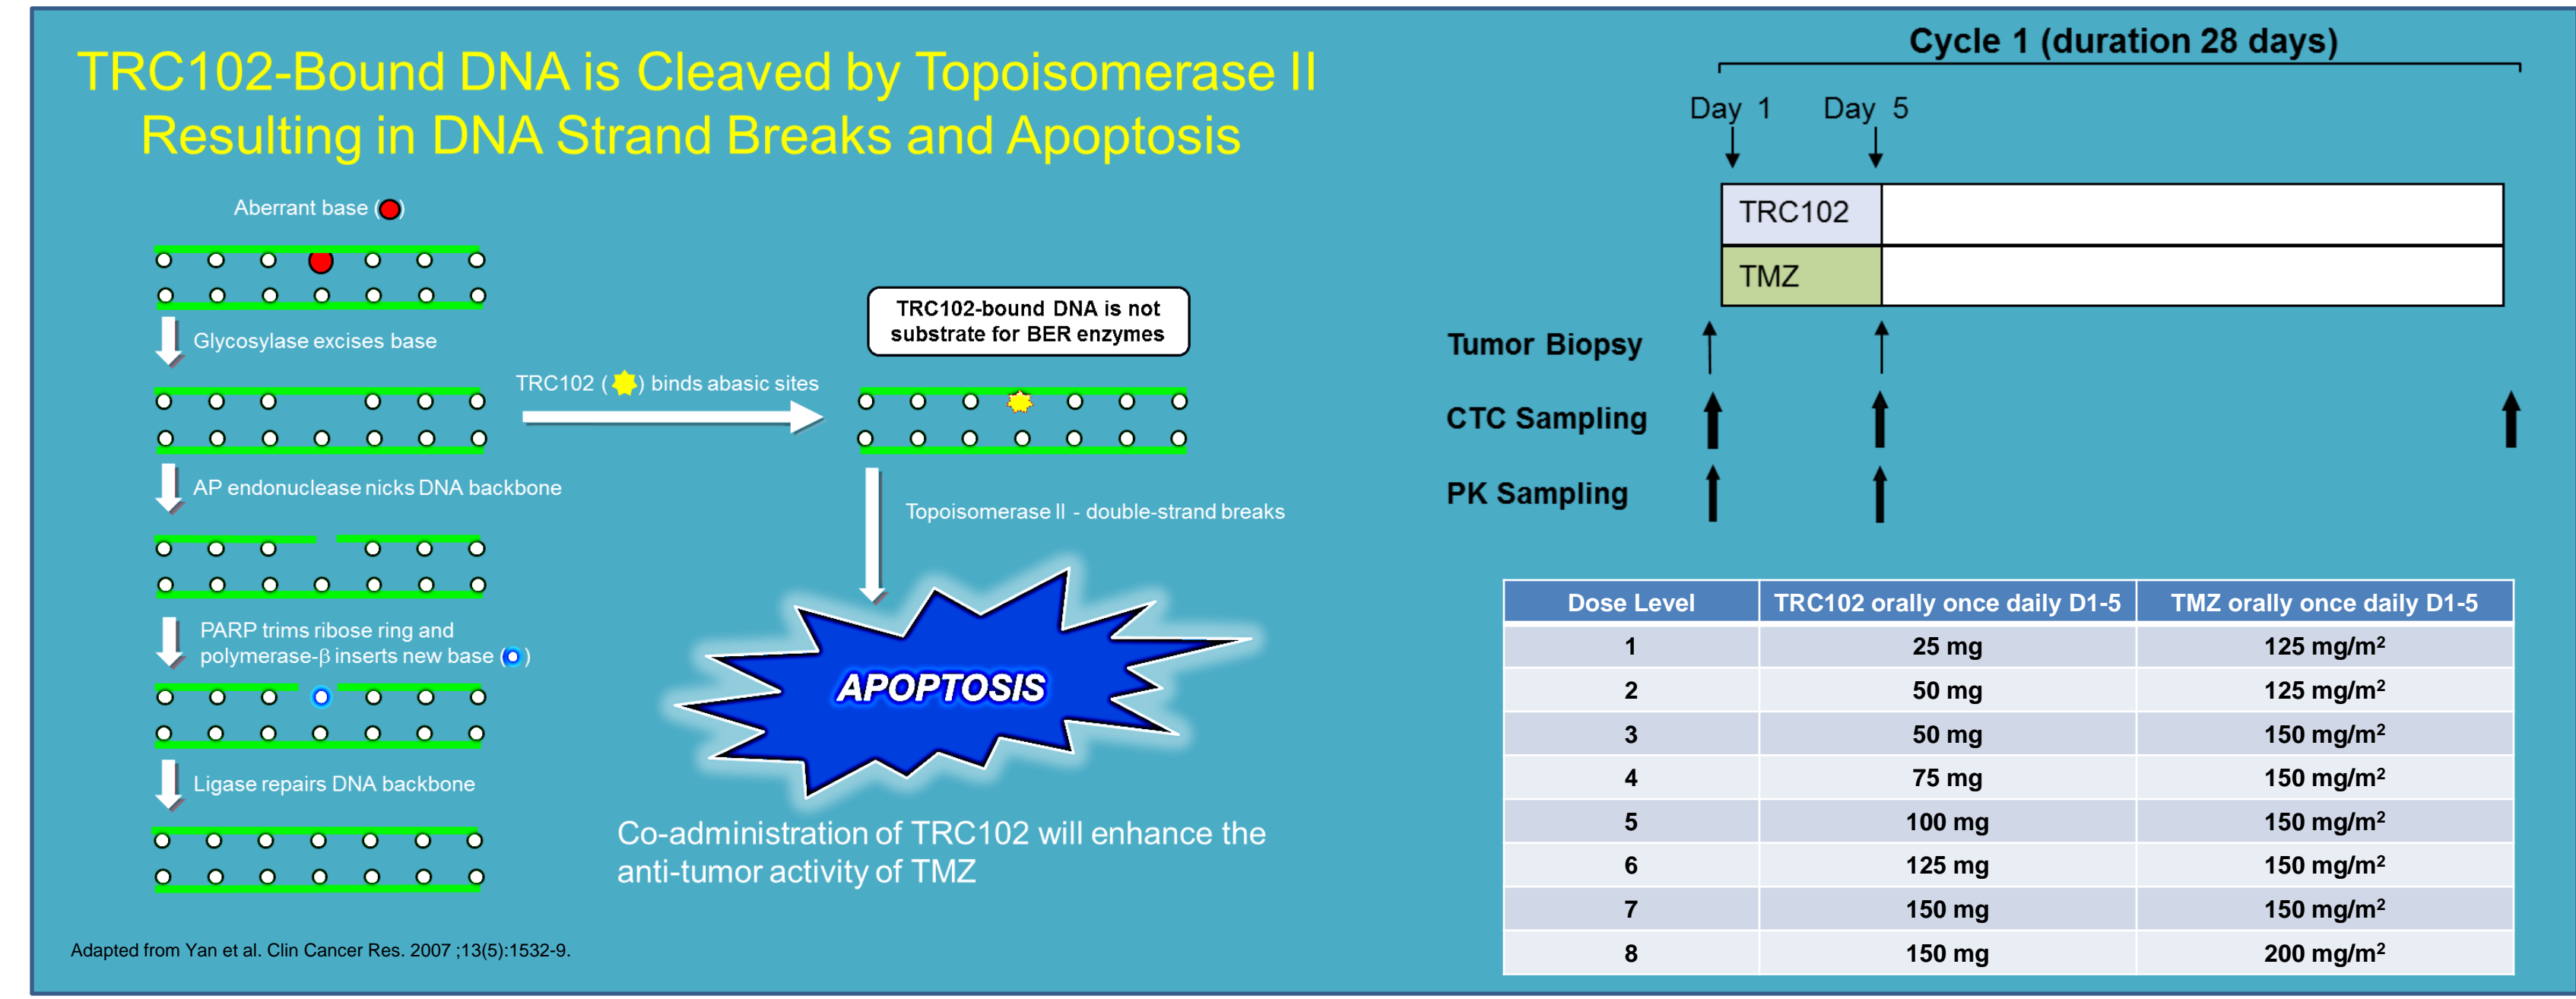 TRC102-Bound DNA is Cleaved by Topoisomerase II
Resulting in DNA Strand Breaks and Apoptosis
Aberrant base ( )
Glycosylase excises base
TRC102 ( ) binds abasic sites
TRC102-bound DNA is not
substrate for BER enzymes
AP endonuclease nicks DNA backbone
Topoisomerase II - double-strand breaks
PARP trims ribose ring and
polymerase-β inserts new base ( )
APOPTOSIS
Ligase repairs DNA backbone
Co-administration of TRC102 will enhance the
anti-tumor activity of TMZ
Adapted from Yan et al. Clin Cancer Res. 2007 ;13(5):1532-9.
Cycle 1 (duration 28 days)
Day 1 Day 5
TRC102
TMZ
Tumor Biopsy
CTC Sampling
PK Sampling
Dose Level TRC102 orally once daily D1-5 TMZ orally once daily D1-5
1 25 mg 125 mg/m²
2 50 mg 125 mg/m²
3 50 mg 150 mg/m²
4 75 mg 150 mg/m²
5 100 mg 150 mg/m²
6 125 mg 150 mg/m²
7 150 mg 150 mg/m²
8 150 mg 200 mg/m²